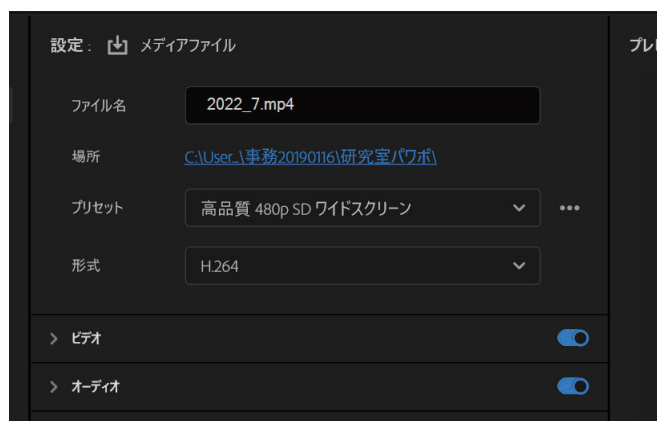 設定： メディアファイル
プレ
ファイル名 2022_7.mp4
場所 C:\User...\事務20190116\研究室パワポ\
プリセット 高品質 480p SD ワイドスクリーン
形式 H.264
ビデオ
オーディオ